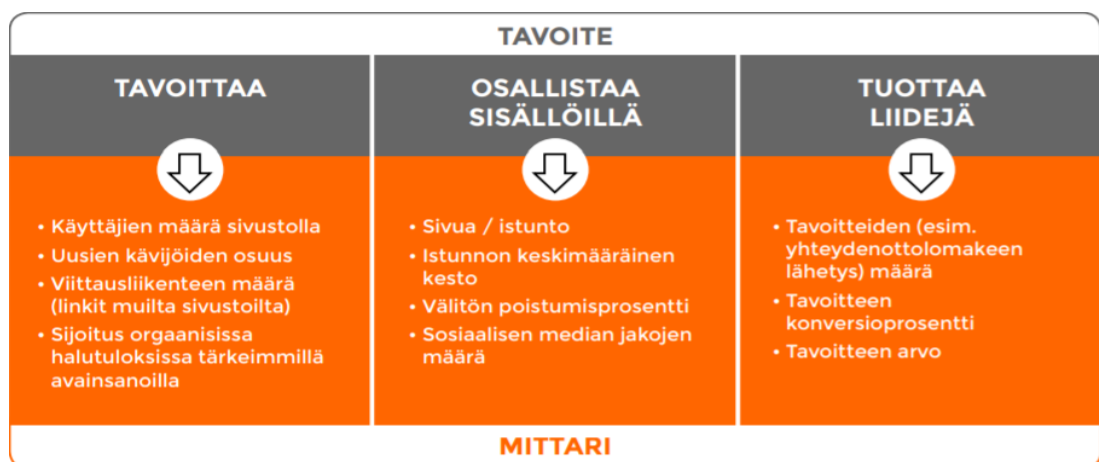 TAVOITE
TAVOITTAA
• Käyttäjien määrä sivustolla
• Uusien kävijöiden osuus
• Viittausliikenteen määrä
(linkit muilta sivustoilta)
• Sijoitus orgaanisissa
halutuloksissa tärkeimmillä
avainsanoilla
OSALLISTAA
SISÄLLÖILLÄ
• Sivua / istunto
• Istunnon keskimääräinen
kesto
• Välitön poistumisprosentti
• Sosiaalisen median jakojen
määrä
TUOTTAA
LIIDEJÄ
• Tavoitteiden (esim.
yhteydenottolomakeen
lähetys) määrä
• Tavoitteen
konversioprosentti
• Tavoitteen arvo
MITTARI